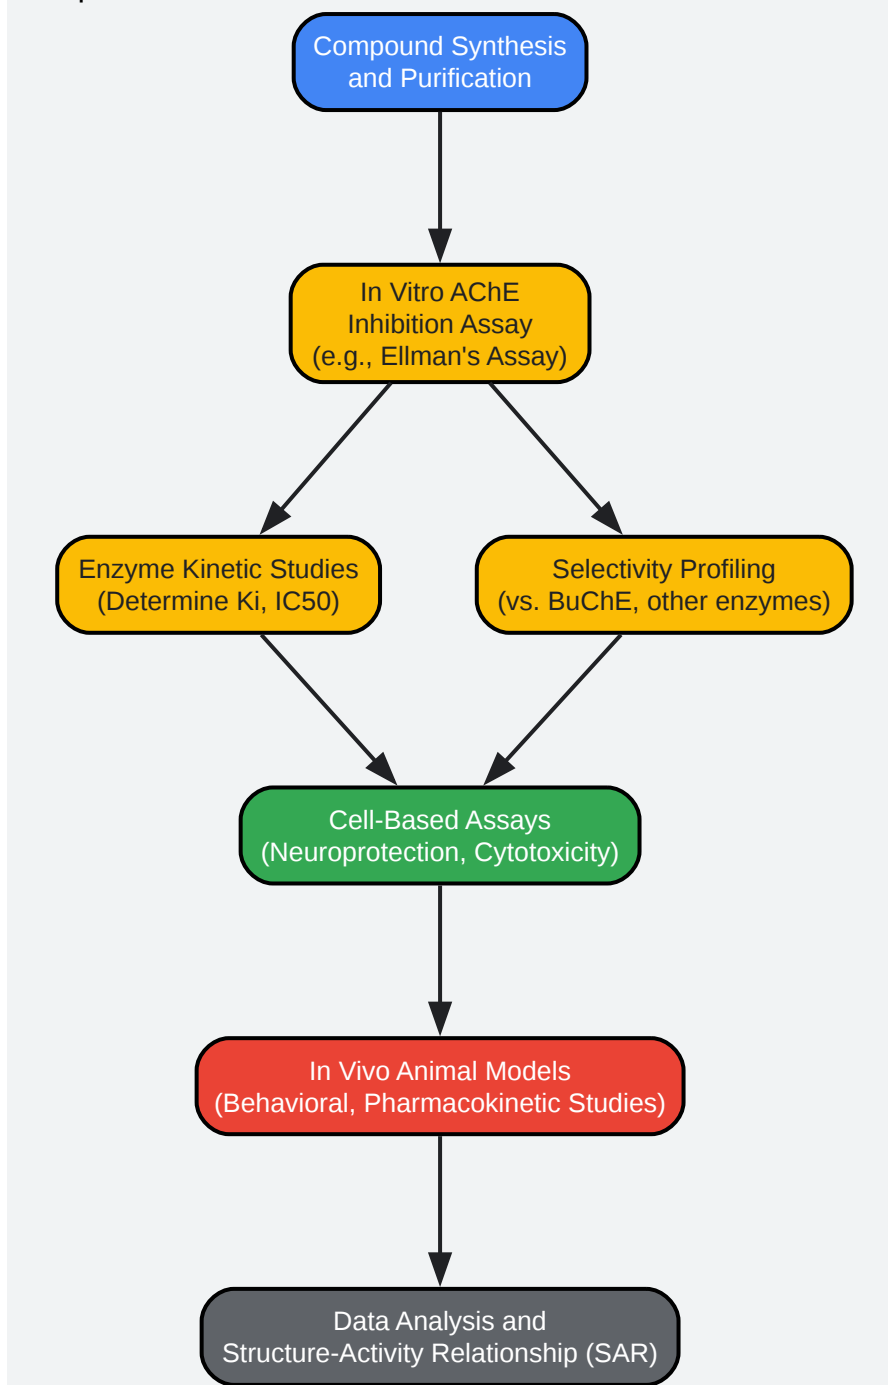 Compound Synthesis
and Purification
In Vitro AChE
Inhibition Assay
(e.g., Ellman's Assay)
Enzyme Kinetic Studies
(Determine Ki, IC50)
Selectivity Profiling
(vs. BuChE, other enzymes)
Cell-Based Assays
(Neuroprotection, Cytotoxicity)
In Vivo Animal Models
(Behavioral, Pharmacokinetic Studies)
Data Analysis and
Structure-Activity Relationship (SAR)